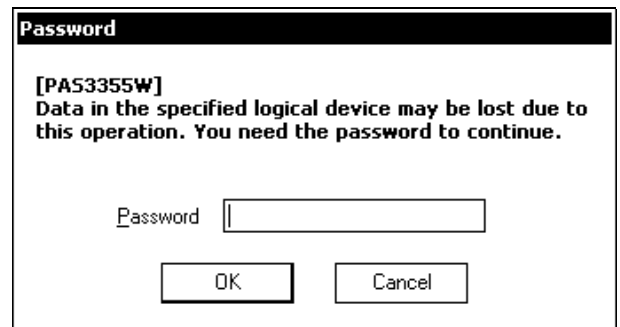 Password
[PAS3355W]
Data in the specified logical device may be lost due to
this operation. You need the password to continue.
Password
OK Cancel